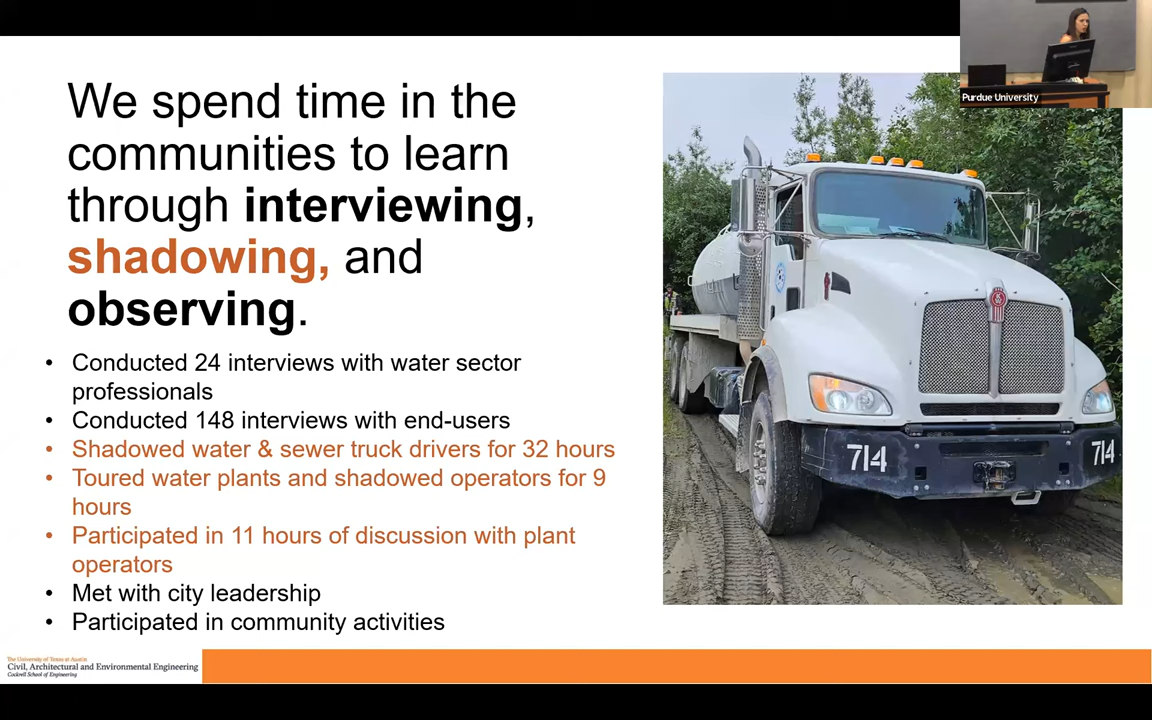 We spend time in the
communities to learn
through interviewing,
shadowing, and
observing.
• Conducted 24 interviews with water sector
professionals
• Conducted 148 interviews with end-users
• Shadowed water & sewer truck drivers for 32 hours
• Toured water plants and shadowed operators for 9
hours
• Participated in 11 hours of discussion with plant
operators
• Met with city leadership
• Participated in community activities
Purdue University
714
714
The University of Texas at Austin
Civil, Architectural and Environmental Engineering
Cockrell School of Engineering